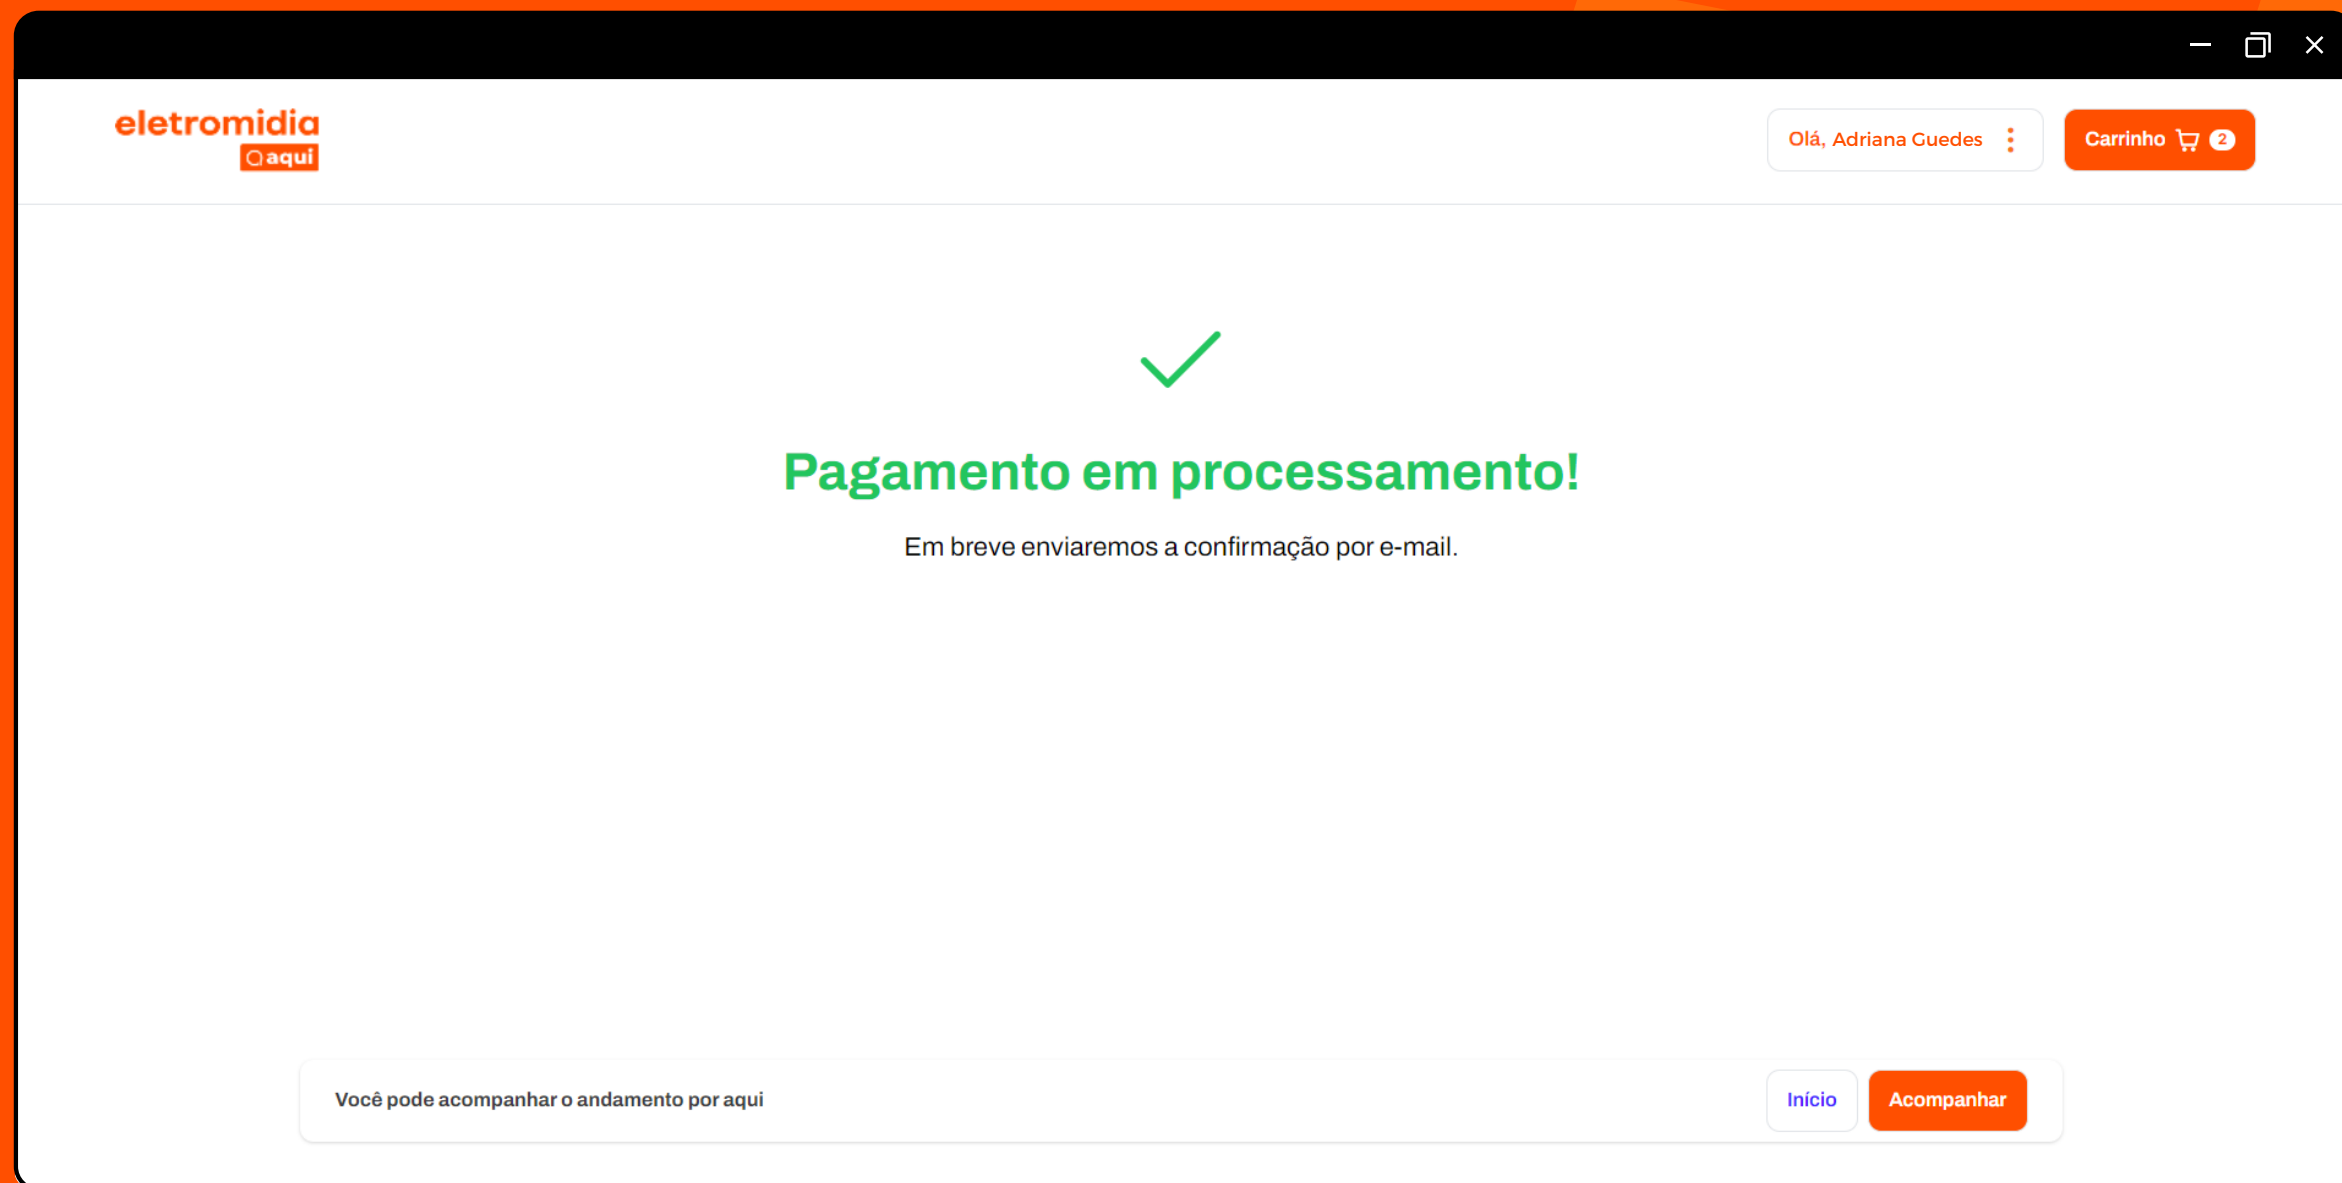 eletromidia
aqui
Olá, Adriana Guedes
Carrinho 2
Pagamento em processamento!
Em breve enviaremos a confirmação por e-mail.
Você pode acompanhar o andamento por aqui
Início
Acompanhar